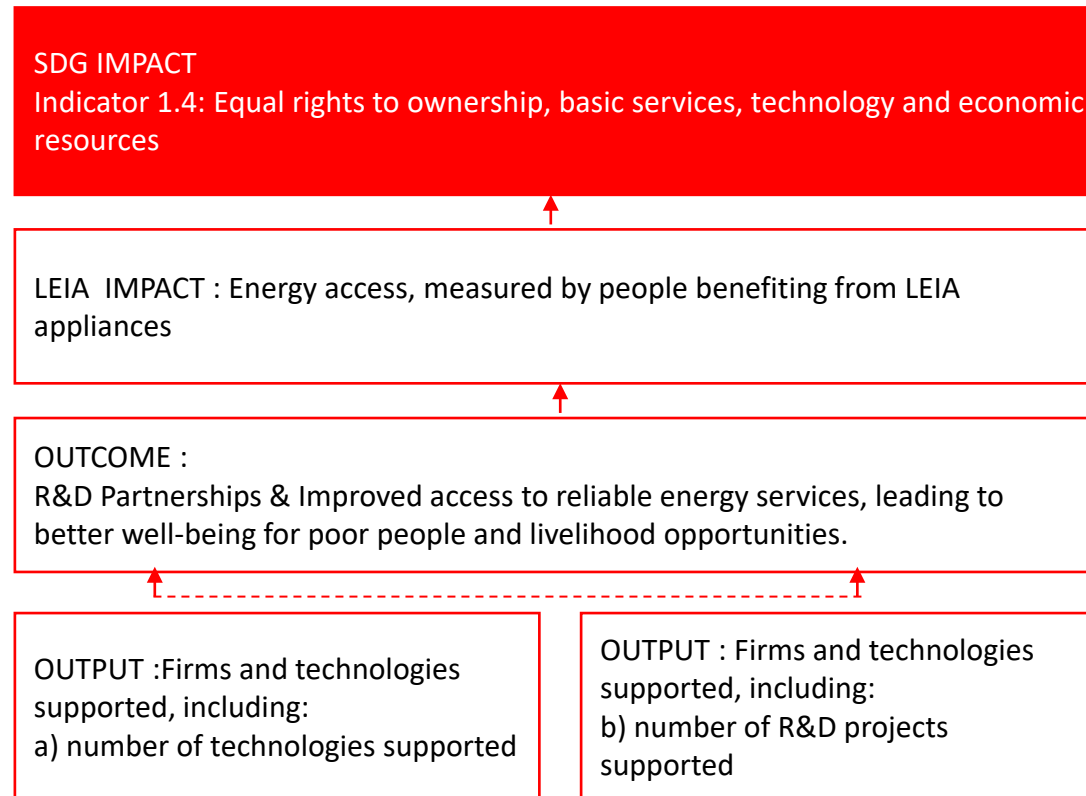 SDG IMPACT
Indicator 1.4: Equal rights to ownership, basic services, technology and economic
resources
LEIA IMPACT : Energy access, measured by people benefiting from LEIA
appliances
OUTCOME :
R&D Partnerships & Improved access to reliable energy services, leading to
better well-being for poor people and livelihood opportunities.
OUTPUT :Firms and technologies
supported, including:
a) number of technologies supported
OUTPUT : Firms and technologies
supported, including:
b) number of R&D projects
supported